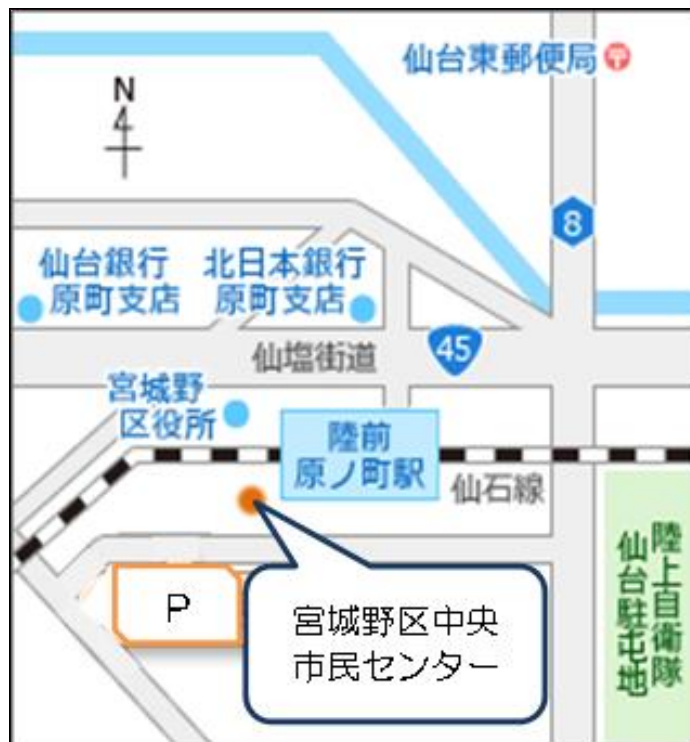 仙台東郵便局
N
8
仙台銀行
原町支店
北日本銀行
原町支店
仙塩街道
45
宮城野
区役所
陸前
原ノ町駅
仙石線
P
宮城野区中央
市民センター
陸上自衛隊
仙台駐屯地